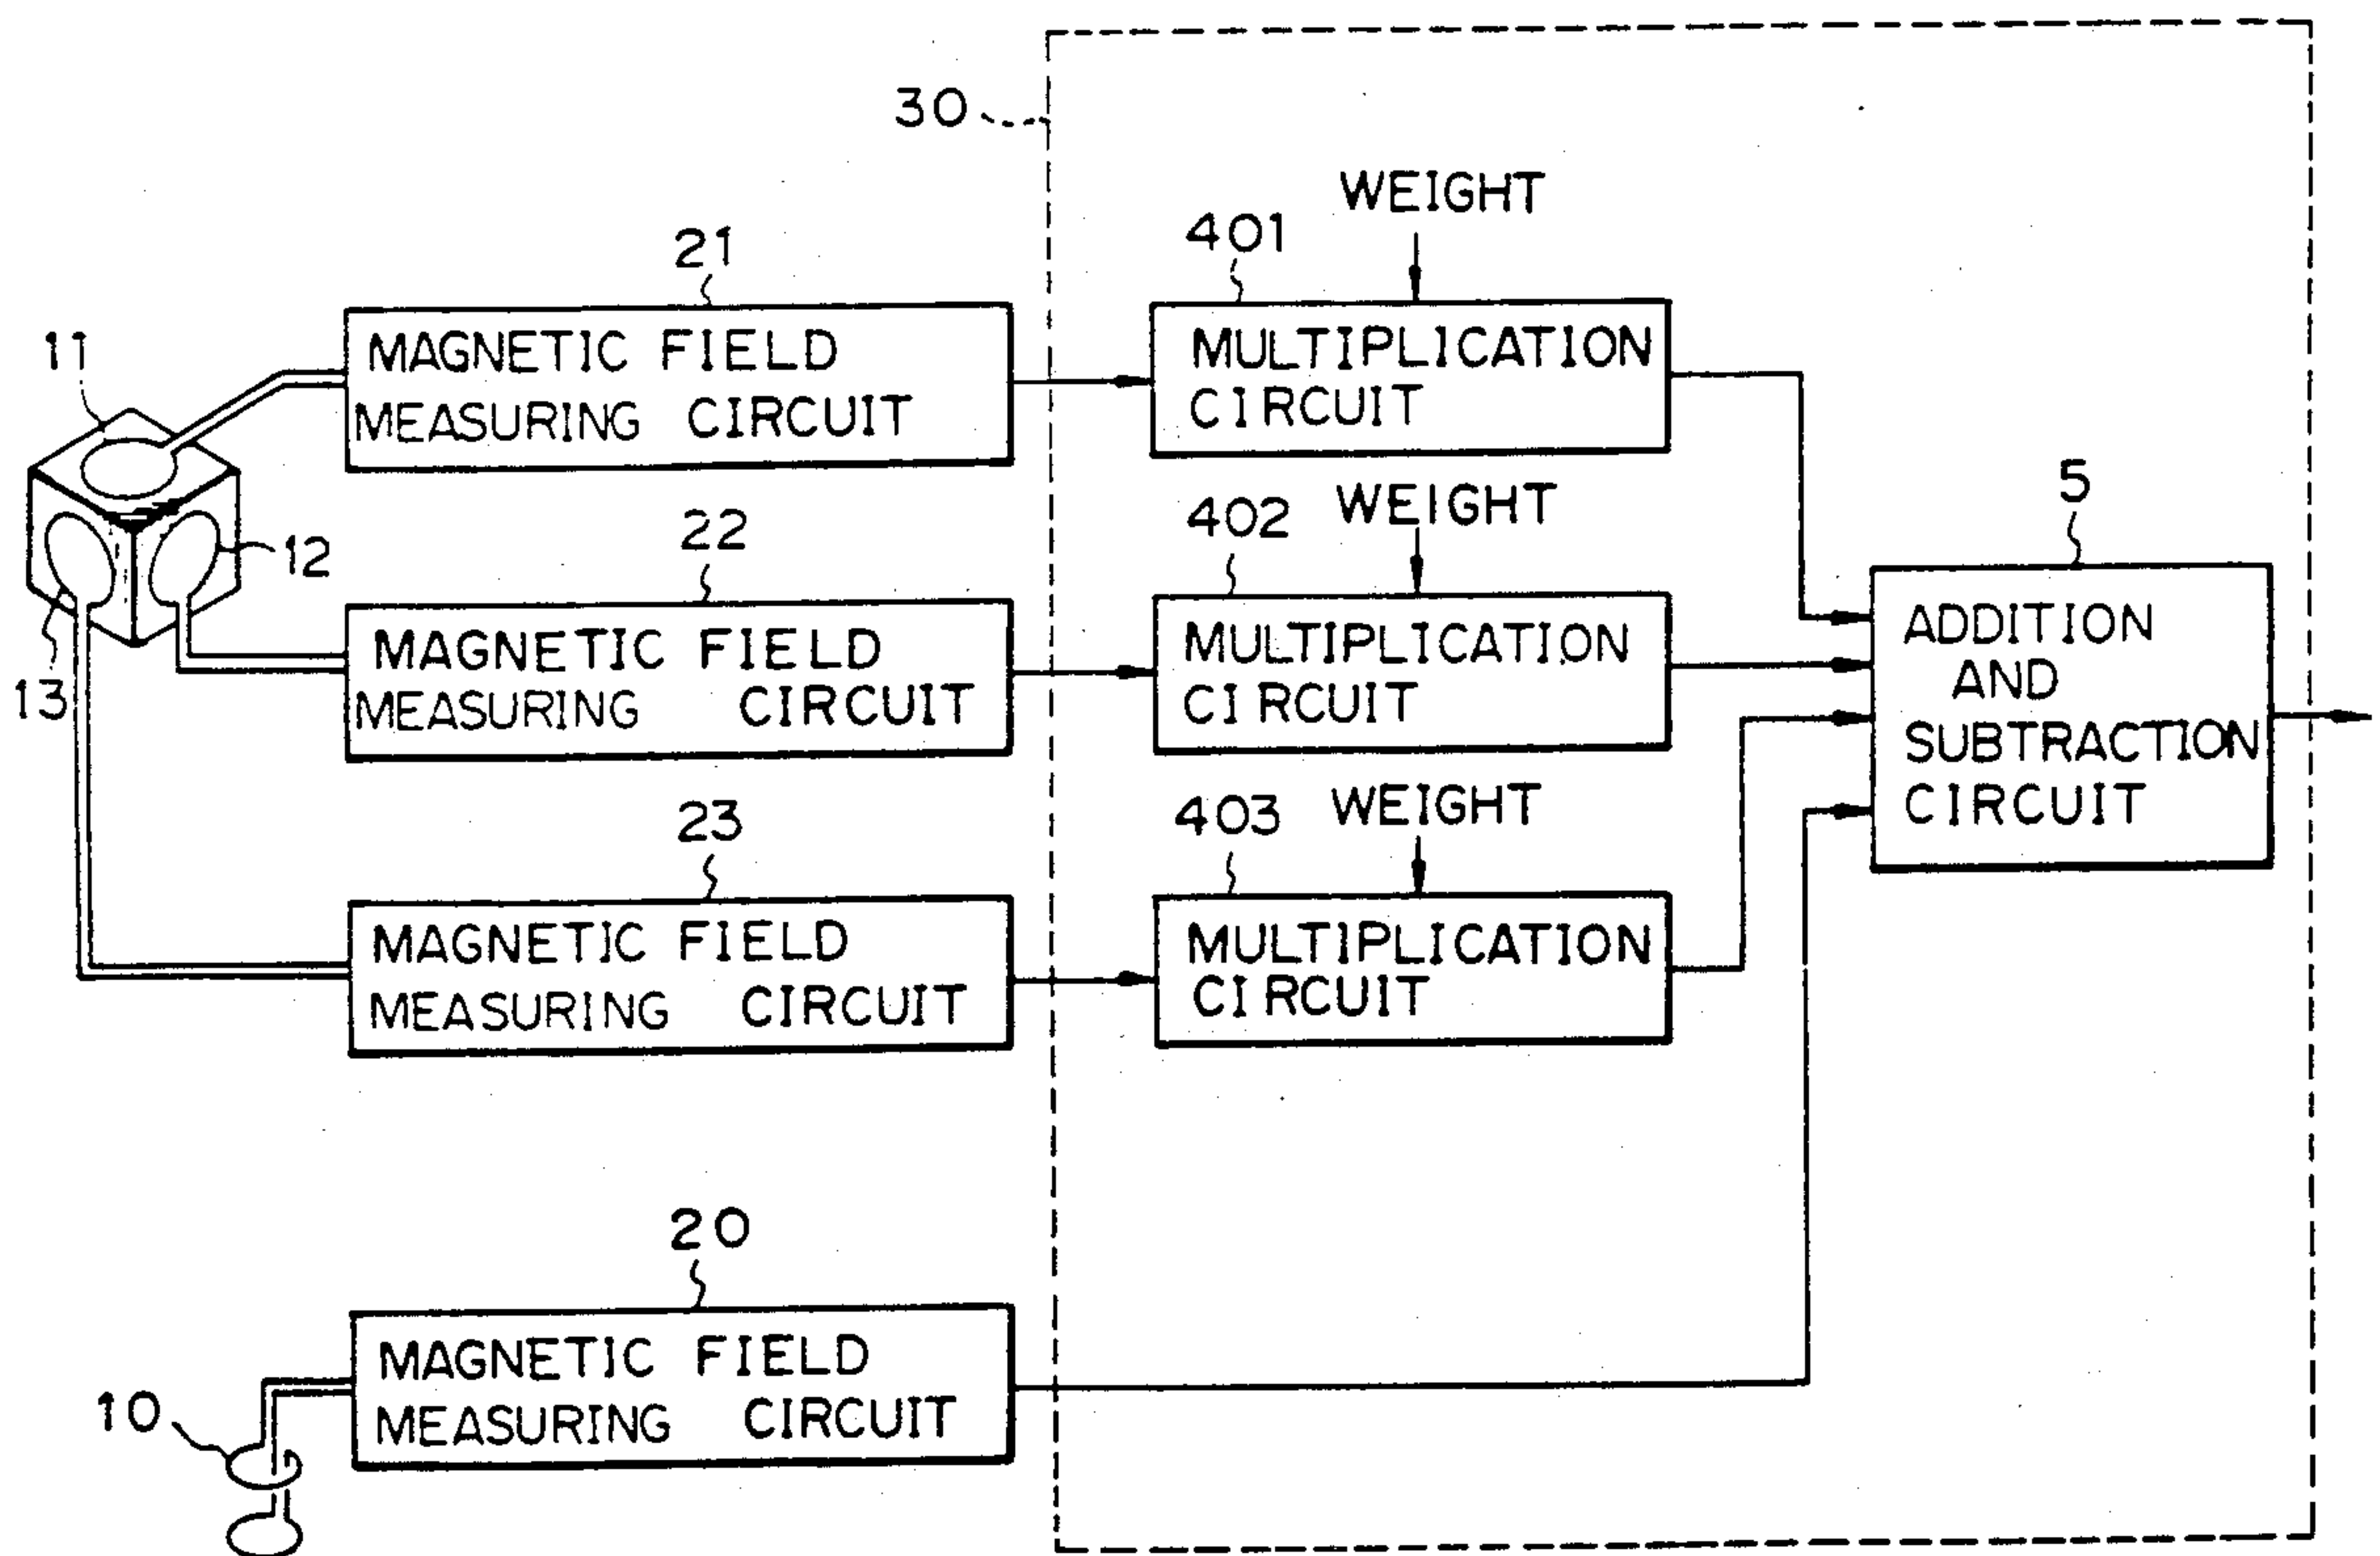 30
WEIGHT
401
21
MAGNETIC FIELD
MEASURING CIRCUIT
MULTIPLICATION
CIRCUIT
11
WEIGHT
402
22
12
13
MAGNETIC FIELD
MEASURING CIRCUIT
MULTIPLICATION
CIRCUIT
5
ADDITION
AND
SUBTRACTION
CIRCUIT
WEIGHT
403
23
MAGNETIC FIELD
MEASURING CIRCUIT
MULTIPLICATION
CIRCUIT
20
MAGNETIC FIELD
MEASURING CIRCUIT
10